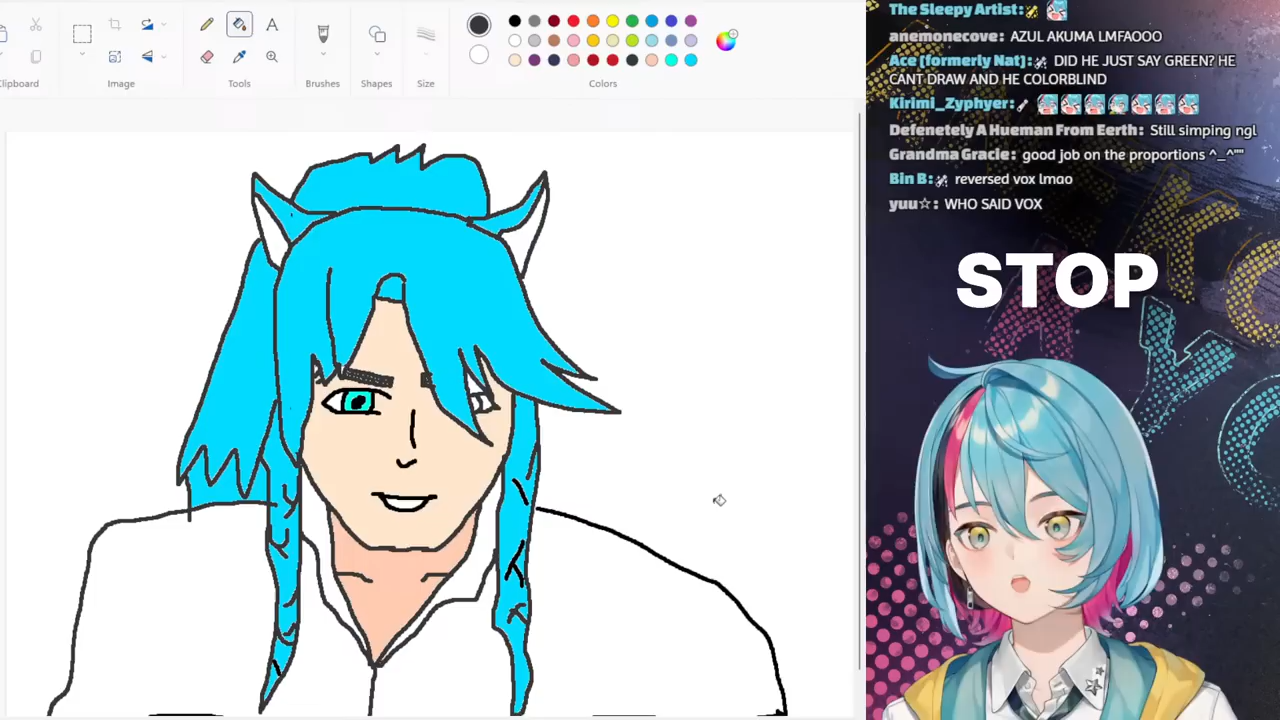 Clipboard
Image
Tools
Brushes
Shapes
Size
Colors
The Sleepy Artist:
anemonecove: AZUL AKUMA LMFAOOO
Ace [formerly Nat]: DID HE JUST SAY GREEN? HE
CANT DRAW AND HE COLORBLIND
Kirimi_Zyphyer:
Defenetely A Hueman From Eerth: Still simping ngl
Grandma Gracie: good job on the proportions ^_^""
Bin B: reversed vox lmao
yuu☆: WHO SAID VOX
STOP